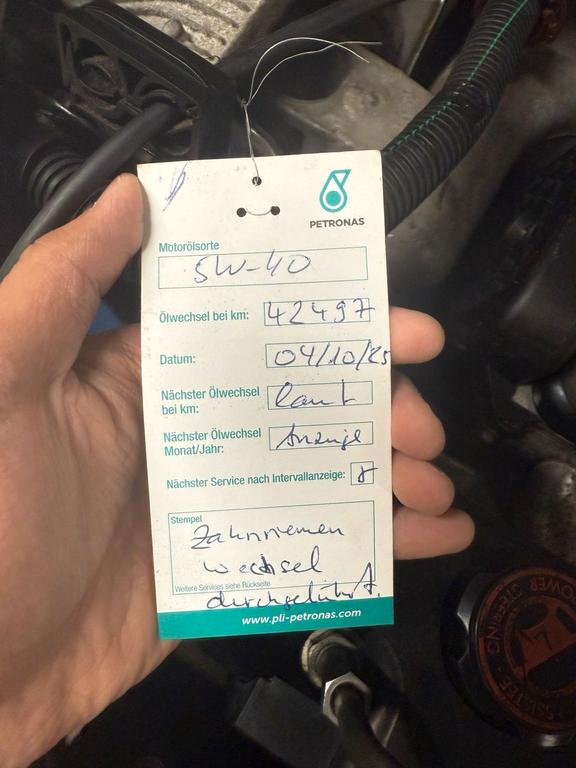 PETRONAS
Motorölsorte
5W-40
Ölwechsel bei km: 42497
Datum: 04/10/25
Nächster Ölwechsel
bei km: laut
Nächster Ölwechsel
Monat/Jahr: Anzeige
Nächster Service nach Intervallanzeige:
Stempel
Zahnriemen
wechsel
Weitere Services siehe Rückseite
durchgeführt.
www.pli-petronas.com
POWER STEERING